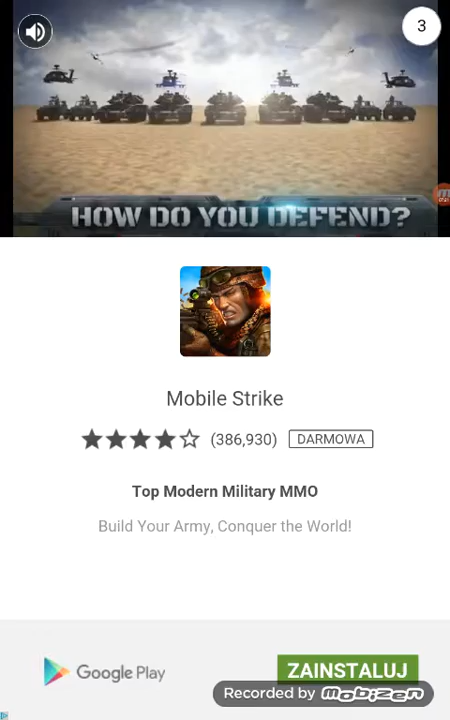 3
HOW DO YOU DEFEND?
Mobile Strike
(386,930) DARMOWA
Top Modern Military MMO
Build Your Army, Conquer the World!
Google Play
ZAINSTALUJ
Recorded by mobizen